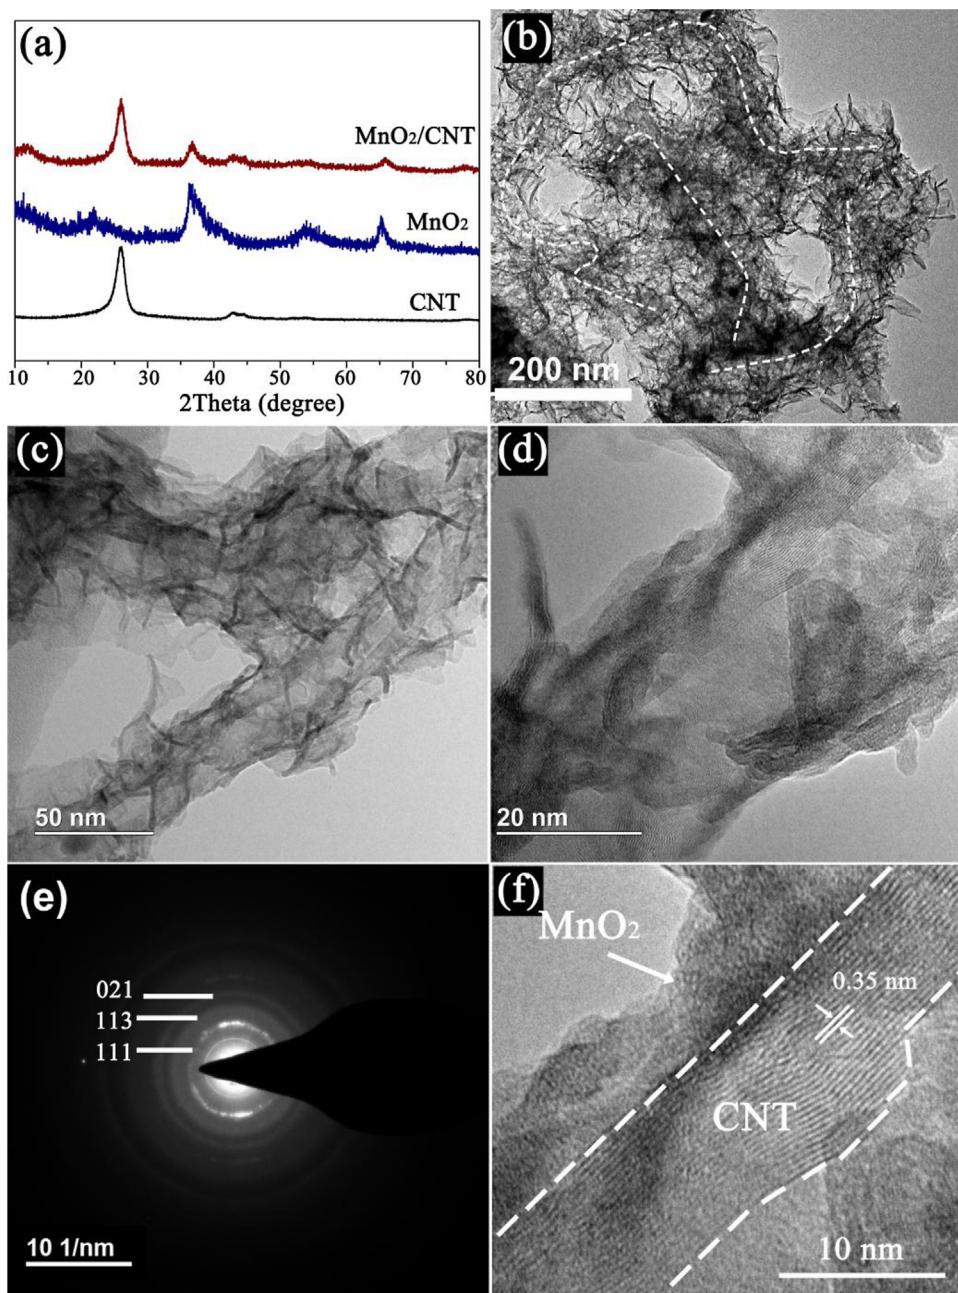 (a)
MnO₂/CNT
MnO₂
CNT
10 20 30 40 50 60 70 80
2Theta (degree)
(b)
200 nm
(c)
50 nm
(d)
20 nm
(e)
021
113
111
10 1/nm
(f)
MnO₂
0.35 nm
CNT
10 nm